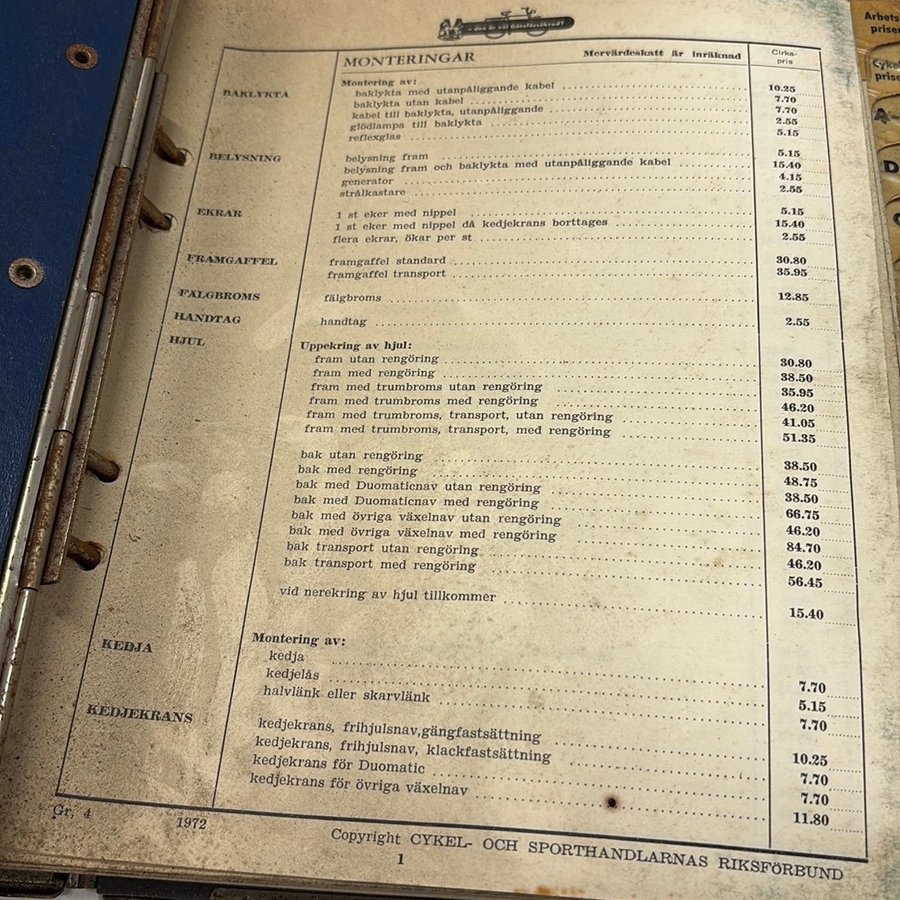 – den är väl Göteförsäkrad?
MONTERINGAR Mervärdeskatt är inräknad Cirka-pris
BAKLYKTA Montering av:
baklykta med utanpåliggande kabel 10.25
baklykta utan kabel 7.70
kabel till baklykta, utanpåliggande 7.70
glödlampa till baklykta 2.55
reflexglas 5.15
BELYSNING belysning fram 5.15
belysning fram och baklykta med utanpåliggande kabel 15.40
generator 4.15
strålkastare 2.55
EKRAR 1 st eker med nippel 5.15
1 st eker med nippel då kedjekrans borttages 15.40
flera ekrar, ökar per st 2.55
FRAMGAFFEL framgaffel standard 30.80
framgaffel transport 35.95
FÄLGBROMS fälgbroms 12.85
HANDTAG handtag 2.55
HJUL Uppekring av hjul:
fram utan rengöring 30.80
fram med rengöring 38.50
fram med trumbroms utan rengöring 35.95
fram med trumbroms med rengöring 46.20
fram med trumbroms, transport, utan rengöring 41.05
fram med trumbroms, transport, med rengöring 51.35
bak utan rengöring 38.50
bak med rengöring 48.75
bak med Duomaticnav utan rengöring 38.50
bak med Duomaticnav med rengöring 66.75
bak med övriga växelnav utan rengöring 46.20
bak med övriga växelnav med rengöring 84.70
bak transport utan rengöring 46.20
bak transport med rengöring 56.45
vid nerekring av hjul tillkommer 15.40
KEDJA Montering av:
kedja 7.70
kedjelås 5.15
halvlänk eller skarvlänk 7.70
KEDJEKRANS kedjekrans, frihjulsnav,gängfastsättning 10.25
kedjekrans, frihjulsnav, klackfastsättning 7.70
kedjekrans för Duomatic 7.70
kedjekrans för övriga växelnav 11.80
Gr. 4 1972 Copyright CYKEL- OCH SPORTHANDLARNAS RIKSFÖRBUND
1
Arbets
priser
Cykel
prise
A
D